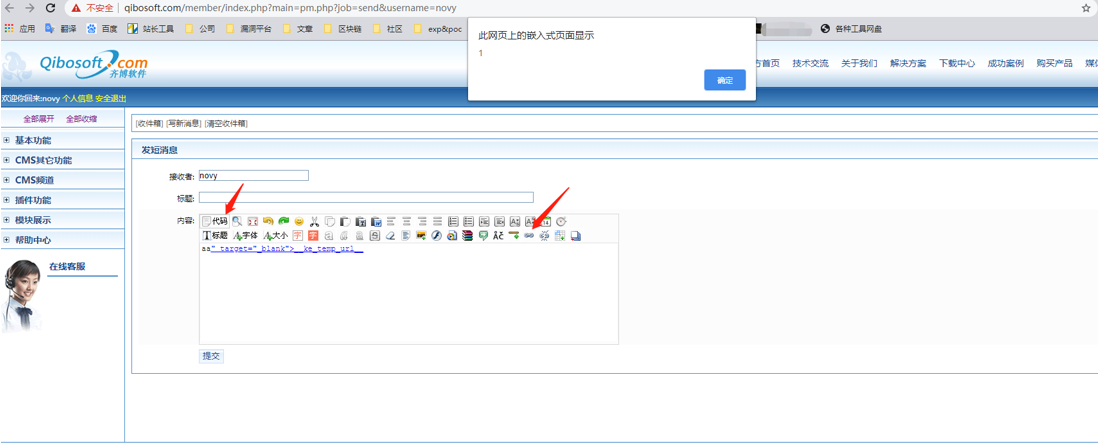 不安全 qibosoft.com/member/index.php?main=pm.php?job=send&username=novy
应用 翻译 百度 站长工具 公司 漏洞平台 文章 区块链 社区 exp&poc 各种工具网盘
此网页上的嵌入式页面显示
1
确定
Qibosoft.com
齐博软件
方首页 技术交流 关于我们 解决方案 下载中心 成功案例 购买产品 媒体
欢迎你回来:novy 个人信息 安全退出
全部展开 全部收缩
基本功能
CMS其它功能
CMS频道
插件功能
模块展示
帮助中心
在线客服
[收件箱] [写新消息] [清空收件箱]
发短消息
接收者: novy
标题:
内容: 代码
标题 字体 大小
aa" target="_blank">__ke_temp_url__
提交